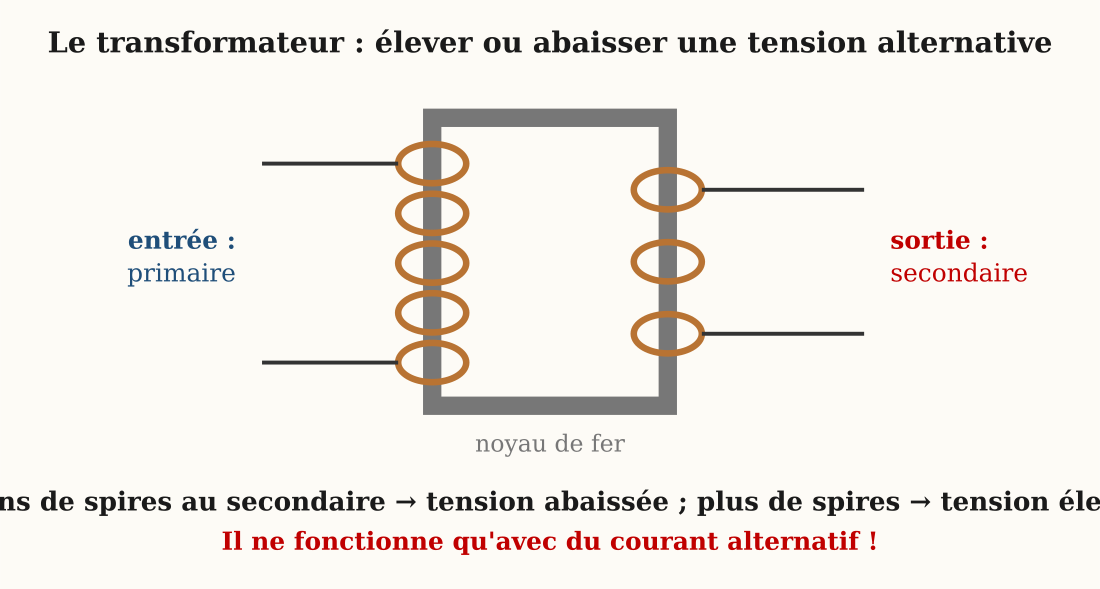 Le transformateur : élever ou abaisser une tension alternative
entrée :
primaire
sortie :
secondaire
noyau de fer
de spires au secondaire → tension abaissée ; plus de spires → tension
Il ne fonctionne qu'avec du courant alternatif !